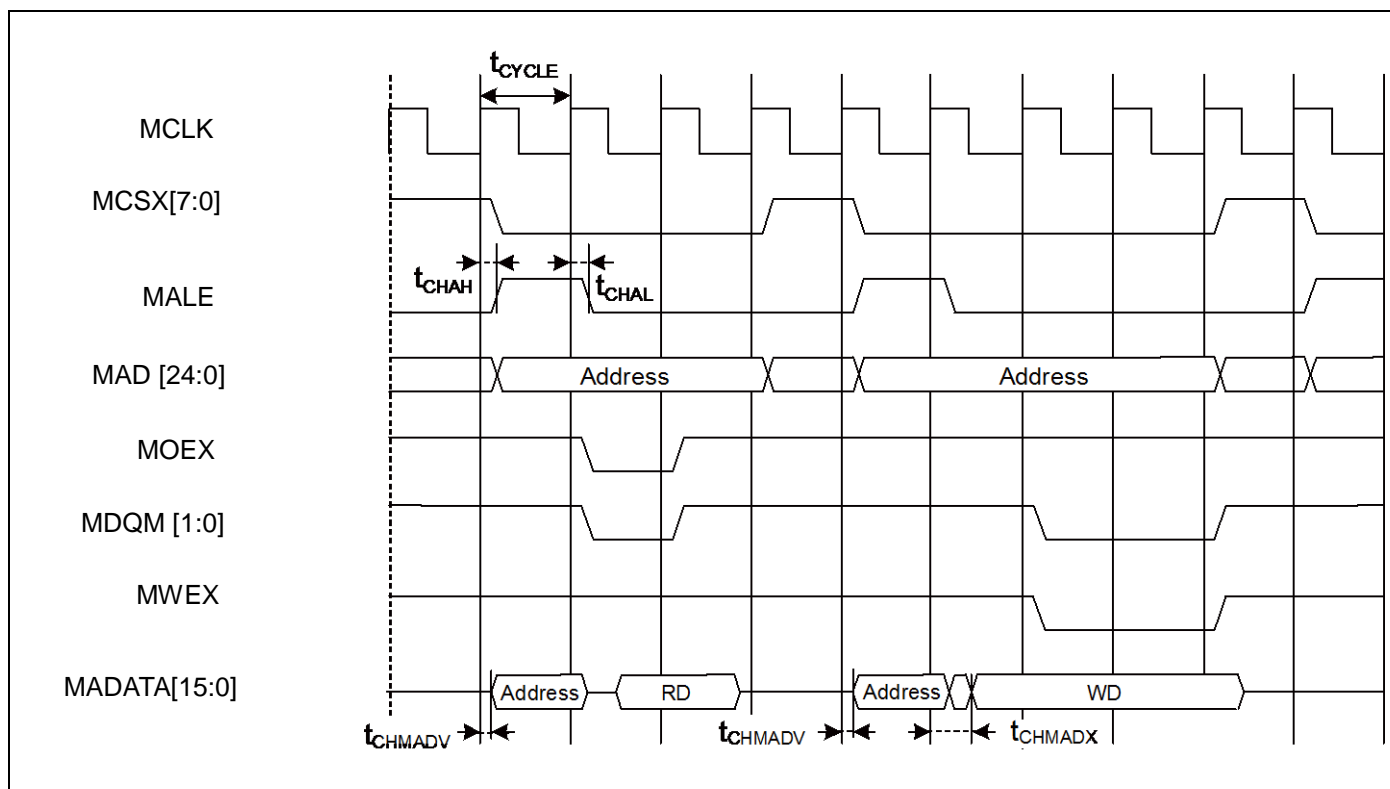 tCYCLE
MCLK
MCSX[7:0]
tCHAH
tCHAL
MALE
MAD [24:0]
Address
Address
MOEX
MDQM [1:0]
MWEX
MADATA[15:0]
Address
RD
Address
WD
tCHMADV
tCHMADV
tCHMADX